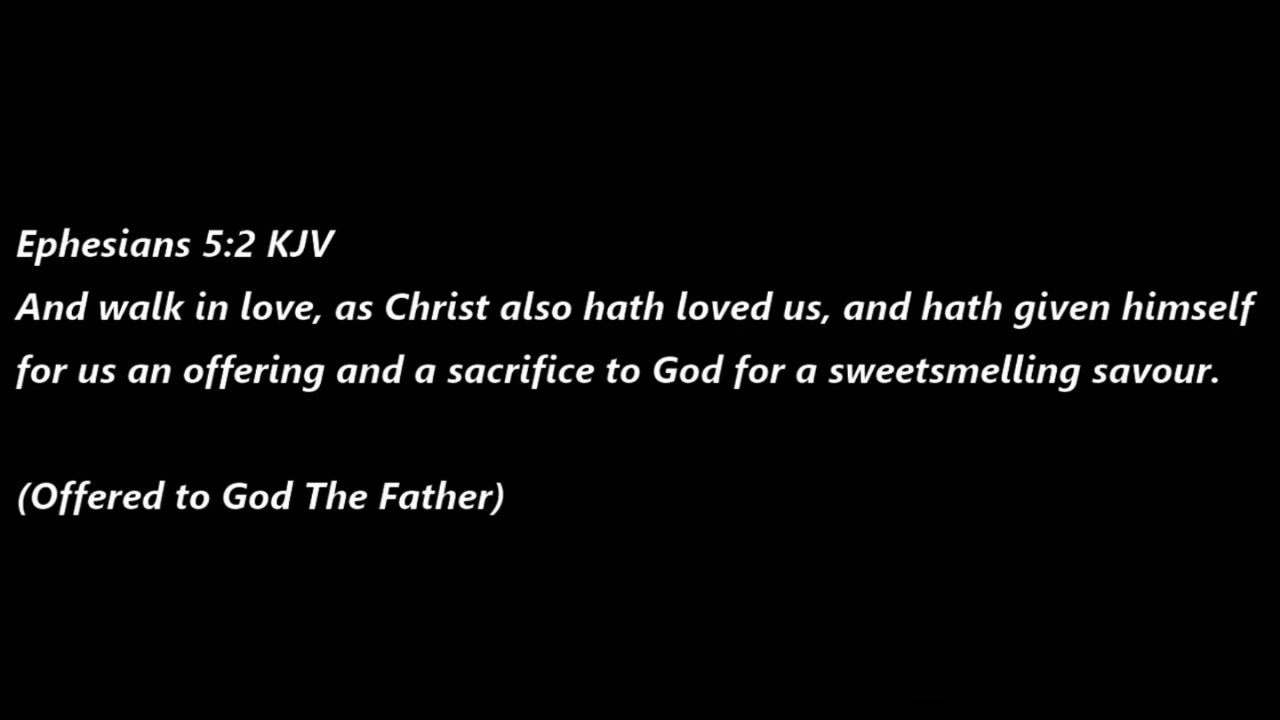 Ephesians 5:2 KJV
And walk in love, as Christ also hath loved us, and hath given himself
for us an offering and a sacrifice to God for a sweetsmelling savour.
(Offered to God The Father)